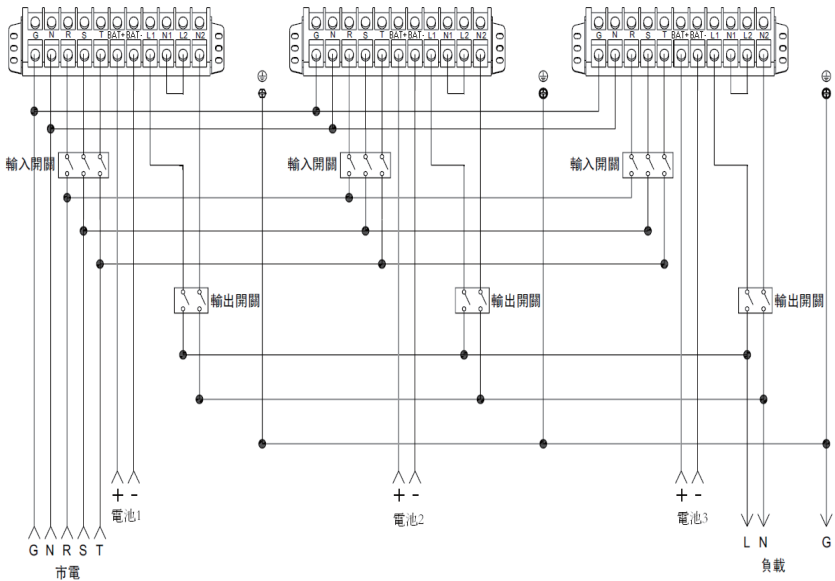 G N R S T BAT+ BAT- L1 N1 L2 N2
G N R S T BAT+ BAT- L1 N1 L2 N2
G N R S T BAT+ BAT- L1 N1 L2 N2
輸入開關
輸入開關
輸入開關
輸出開關
輸出開關
輸出開關
+ -
電池1
+ -
電池2
+ -
電池3
G N R S T
市電
L N
負載
G